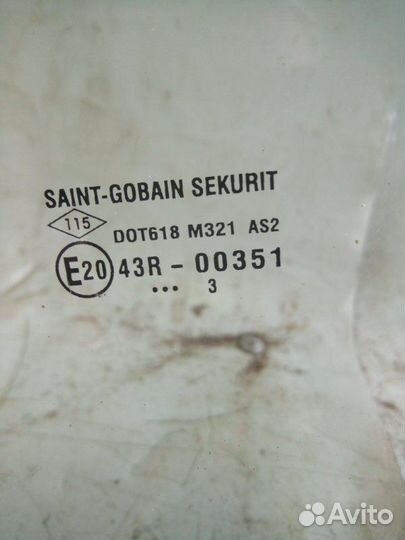 SAINT-GOBAIN SEKURIT
115 DOT618 M321 AS2
E20 43R - 00351
... 3
Avito